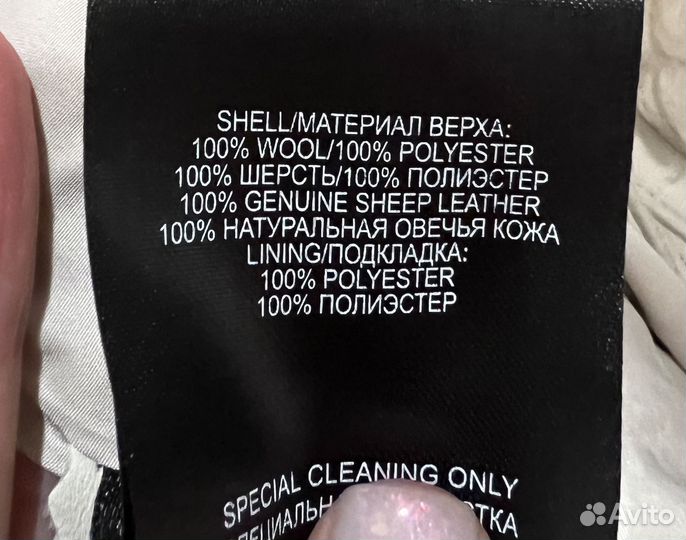 SHELL/МАТЕРИАЛ ВЕРХА:
100% WOOL/100% POLYESTER
100% ШЕРСТЬ/100% ПОЛИЭСТЕР
100% GENUINE SHEEP LEATHER
100% НАТУРАЛЬНАЯ ОВЕЧЬЯ КОЖА
LINING/ПОДКЛАДКА:
100% POLYESTER
100% ПОЛИЭСТЕР
SPECIAL CLEANING ONLY
Avito